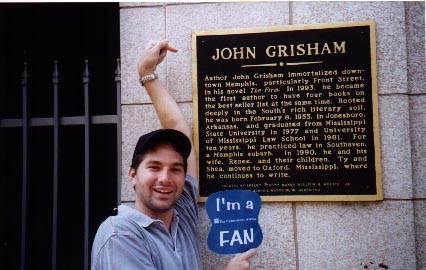 JOHN GRISHAM
Author John Grisham immortalized down-
town Memphis, particularly Front Street,
in his novel The Firm. In 1993, he became
the first author to have four books on
the best seller list at the same time. Rooted
deeply in the South's rich literary soil,
he was born February 8, 1955, in Jonesboro,
Arkansas, and graduated from Mississippi
State University in 1977 and University
of Mississippi Law School in 1981. For
ten years, he practiced law in Southaven,
a Memphis suburb. In 1990, he and his
wife, Renee, and their children, Ty and
Shea, moved to Oxford, Mississippi, where
he continues to write.
I'm a
FAN